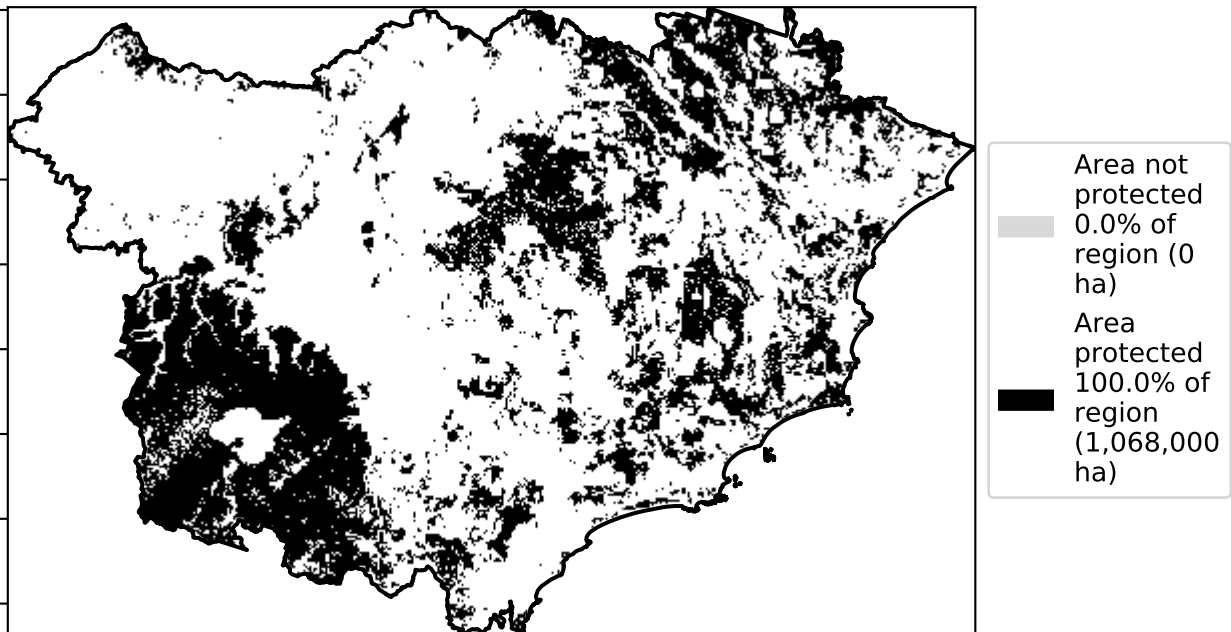 Area not
protected
0.0% of
region (0
ha)
Area
protected
100.0% of
region
(1,068,000
ha)